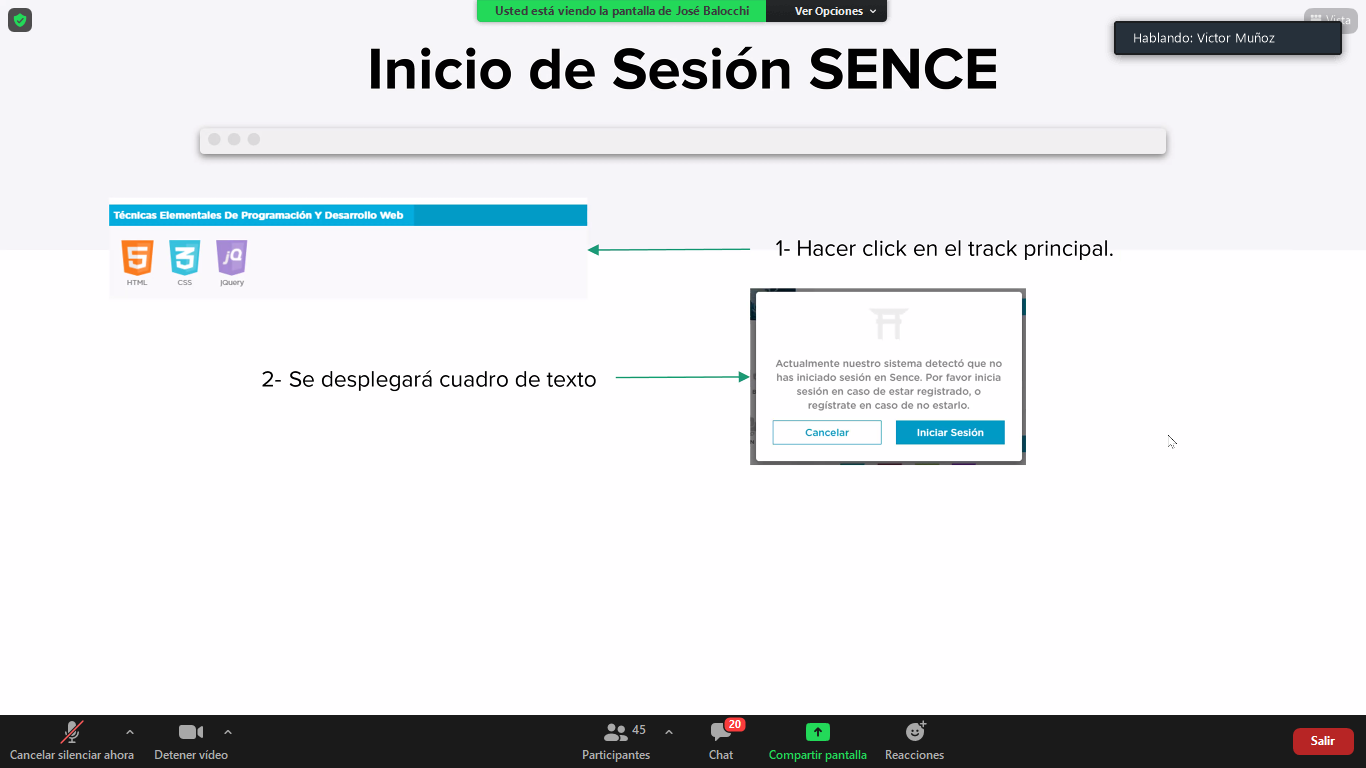 Usted está viendo la pantalla de José Balocchi
Ver Opciones
Vista
Hablando: Victor Muñoz
Inicio de Sesión SENCE
Técnicas Elementales De Programación Y Desarrollo Web
HTML
CSS
jQuery
1- Hacer click en el track principal.
2- Se desplegará cuadro de texto
Actualmente nuestro sistema detectó que no
has iniciado sesión en Sence. Por favor inicia
sesión en caso de estar registrado, o
regístrate en caso de no estarlo.
Cancelar
Iniciar Sesión
Cancelar silenciar ahora
Detener vídeo
45
Participantes
20
Chat
Compartir pantalla
Reacciones
Salir